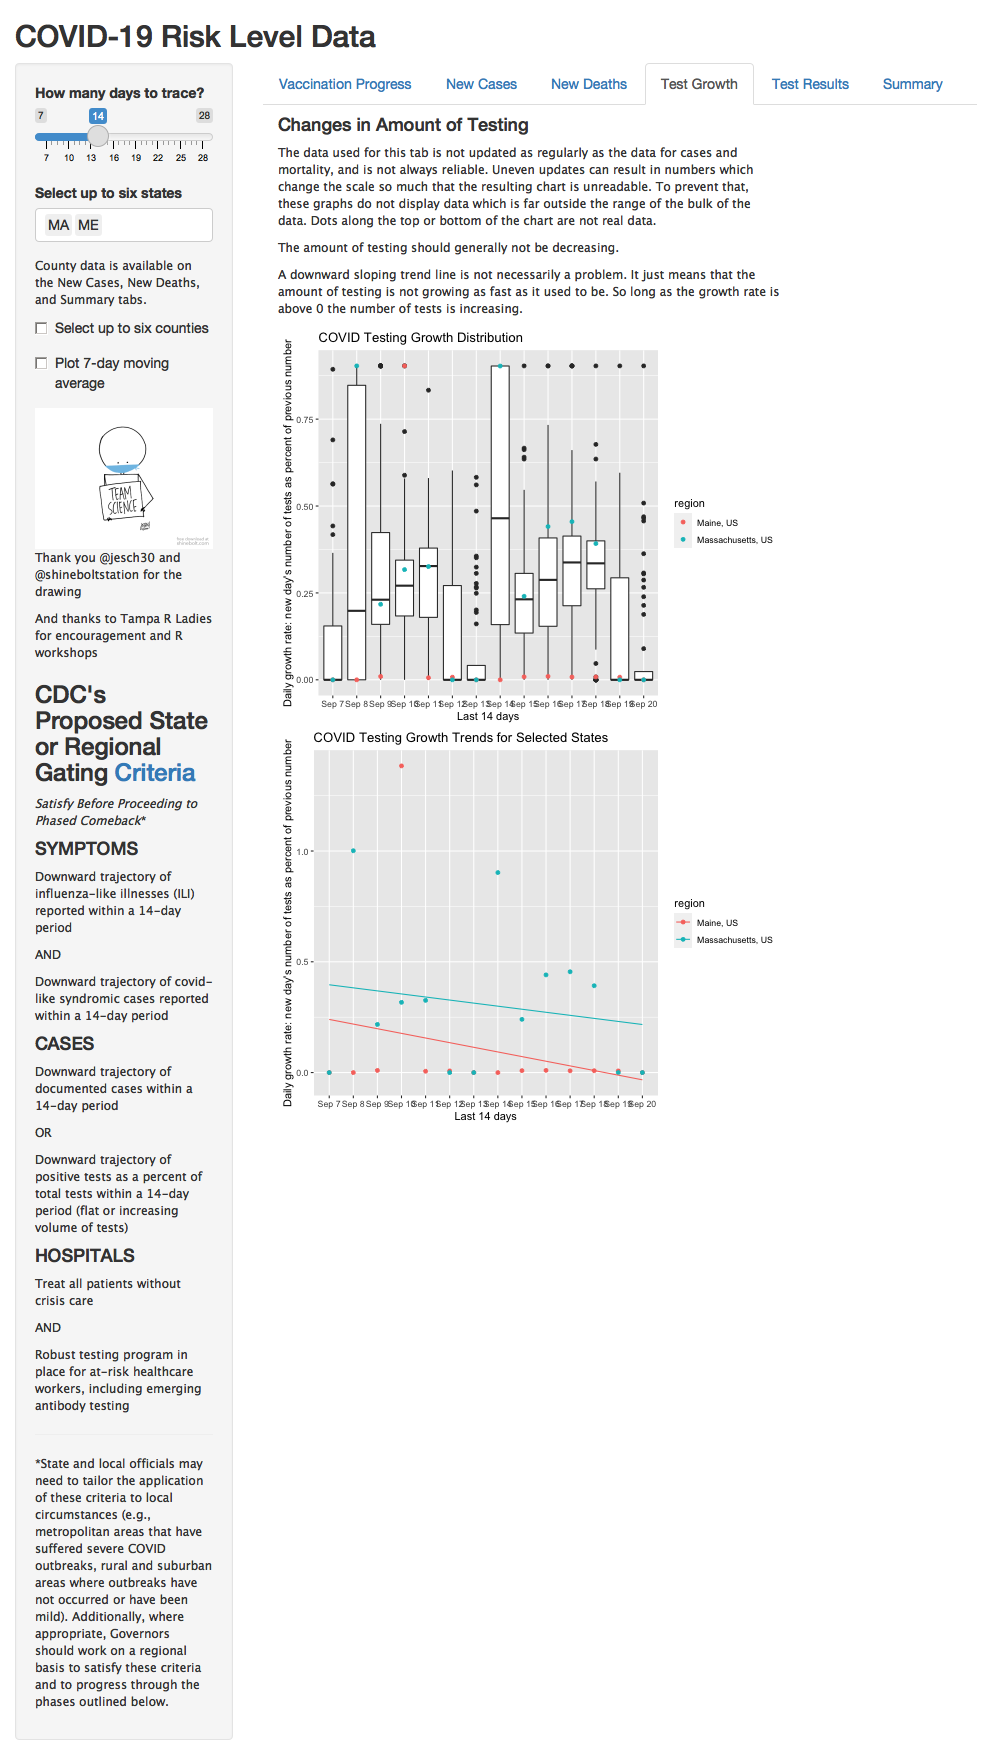 COVID-19 Risk Level Data
How many days to trace?
7 14 28
7 10 13 16 19 22 25 28
Select up to six states
MA ME
County data is available on
the New Cases, New Deaths,
and Summary tabs.
Select up to six counties
Plot 7-day moving
average
TEAM
SCIENCE
Thank you @jesch30 and
@shineboltstation for the
drawing
And thanks to Tampa R Ladies
for encouragement and R
workshops
CDC's
Proposed State
or Regional
Gating Criteria
Satisfy Before Proceeding to
Phased Comeback*
SYMPTOMS
Downward trajectory of
influenza-like illnesses (ILI)
reported within a 14-day
period
AND
Downward trajectory of covid-
like syndromic cases reported
within a 14-day period
CASES
Downward trajectory of
documented cases within a
14-day period
OR
Downward trajectory of
positive tests as a percent of
total tests within a 14-day
period (flat or increasing
volume of tests)
HOSPITALS
Treat all patients without
crisis care
AND
Robust testing program in
place for at-risk healthcare
workers, including emerging
antibody testing
*State and local officials may
need to tailor the application
of these criteria to local
circumstances (e.g.,
metropolitan areas that have
suffered severe COVID
outbreaks, rural and suburban
areas where outbreaks have
not occurred or have been
mild). Additionally, where
appropriate, Governors
should work on a regional
basis to satisfy these criteria
and to progress through the
phases outlined below.
Vaccination Progress New Cases New Deaths Test Growth Test Results Summary
Changes in Amount of Testing
The data used for this tab is not updated as regularly as the data for cases and
mortality, and is not always reliable. Uneven updates can result in numbers which
change the scale so much that the resulting chart is unreadable. To prevent that,
these graphs do not display data which is far outside the range of the bulk of the
data. Dots along the top or bottom of the chart are not real data.
The amount of testing should generally not be decreasing.
A downward sloping trend line is not necessarily a problem. It just means that the
amount of testing is not growing as fast as it used to be. So long as the growth rate is
above 0 the number of tests is increasing.
COVID Testing Growth Distribution
Daily growth rate: new day's number of tests as percent of previous number
0.75
0.50
0.25
0.00
Sep 7 Sep 8 Sep 9 Sep 10 Sep 11 Sep 12 Sep 13 Sep 14 Sep 15 Sep 16 Sep 17 Sep 18 Sep 19 Sep 20
Last 14 days
region
Maine, US
Massachusetts, US
COVID Testing Growth Trends for Selected States
Daily growth rate: new day's number of tests as percent of previous number
1.0
0.5
0.0
Sep 7 Sep 8 Sep 9 Sep 10 Sep 11 Sep 12 Sep 13 Sep 14 Sep 15 Sep 16 Sep 17 Sep 18 Sep 19 Sep 20
Last 14 days
region
Maine, US
Massachusetts, US